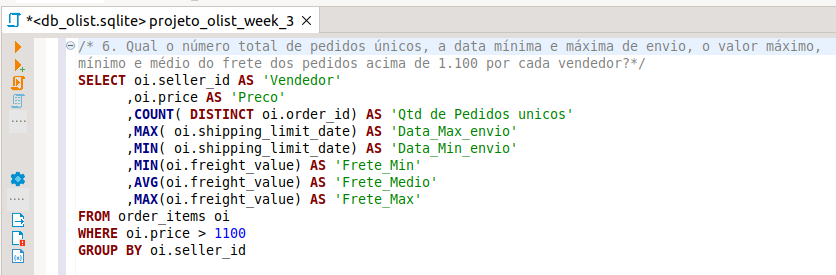 *<db_olist.sqlite> projeto_olist_week_3
/* 6. Qual o número total de pedidos únicos, a data mínima e máxima de envio, o valor máximo,
mínimo e médio do frete dos pedidos acima de 1.100 por cada vendedor?*/
SELECT oi.seller_id AS 'Vendedor'
,oi.price AS 'Preco'
,COUNT( DISTINCT oi.order_id) AS 'Qtd de Pedidos unicos'
,MAX( oi.shipping_limit_date) AS 'Data_Max_envio'
,MIN( oi.shipping_limit_date) AS 'Data_Min_envio'
,MIN(oi.freight_value) AS 'Frete_Min'
,AVG(oi.freight_value) AS 'Frete_Medio'
,MAX(oi.freight_value) AS 'Frete_Max'
FROM order_items oi
WHERE oi.price > 1100
GROUP BY oi.seller_id